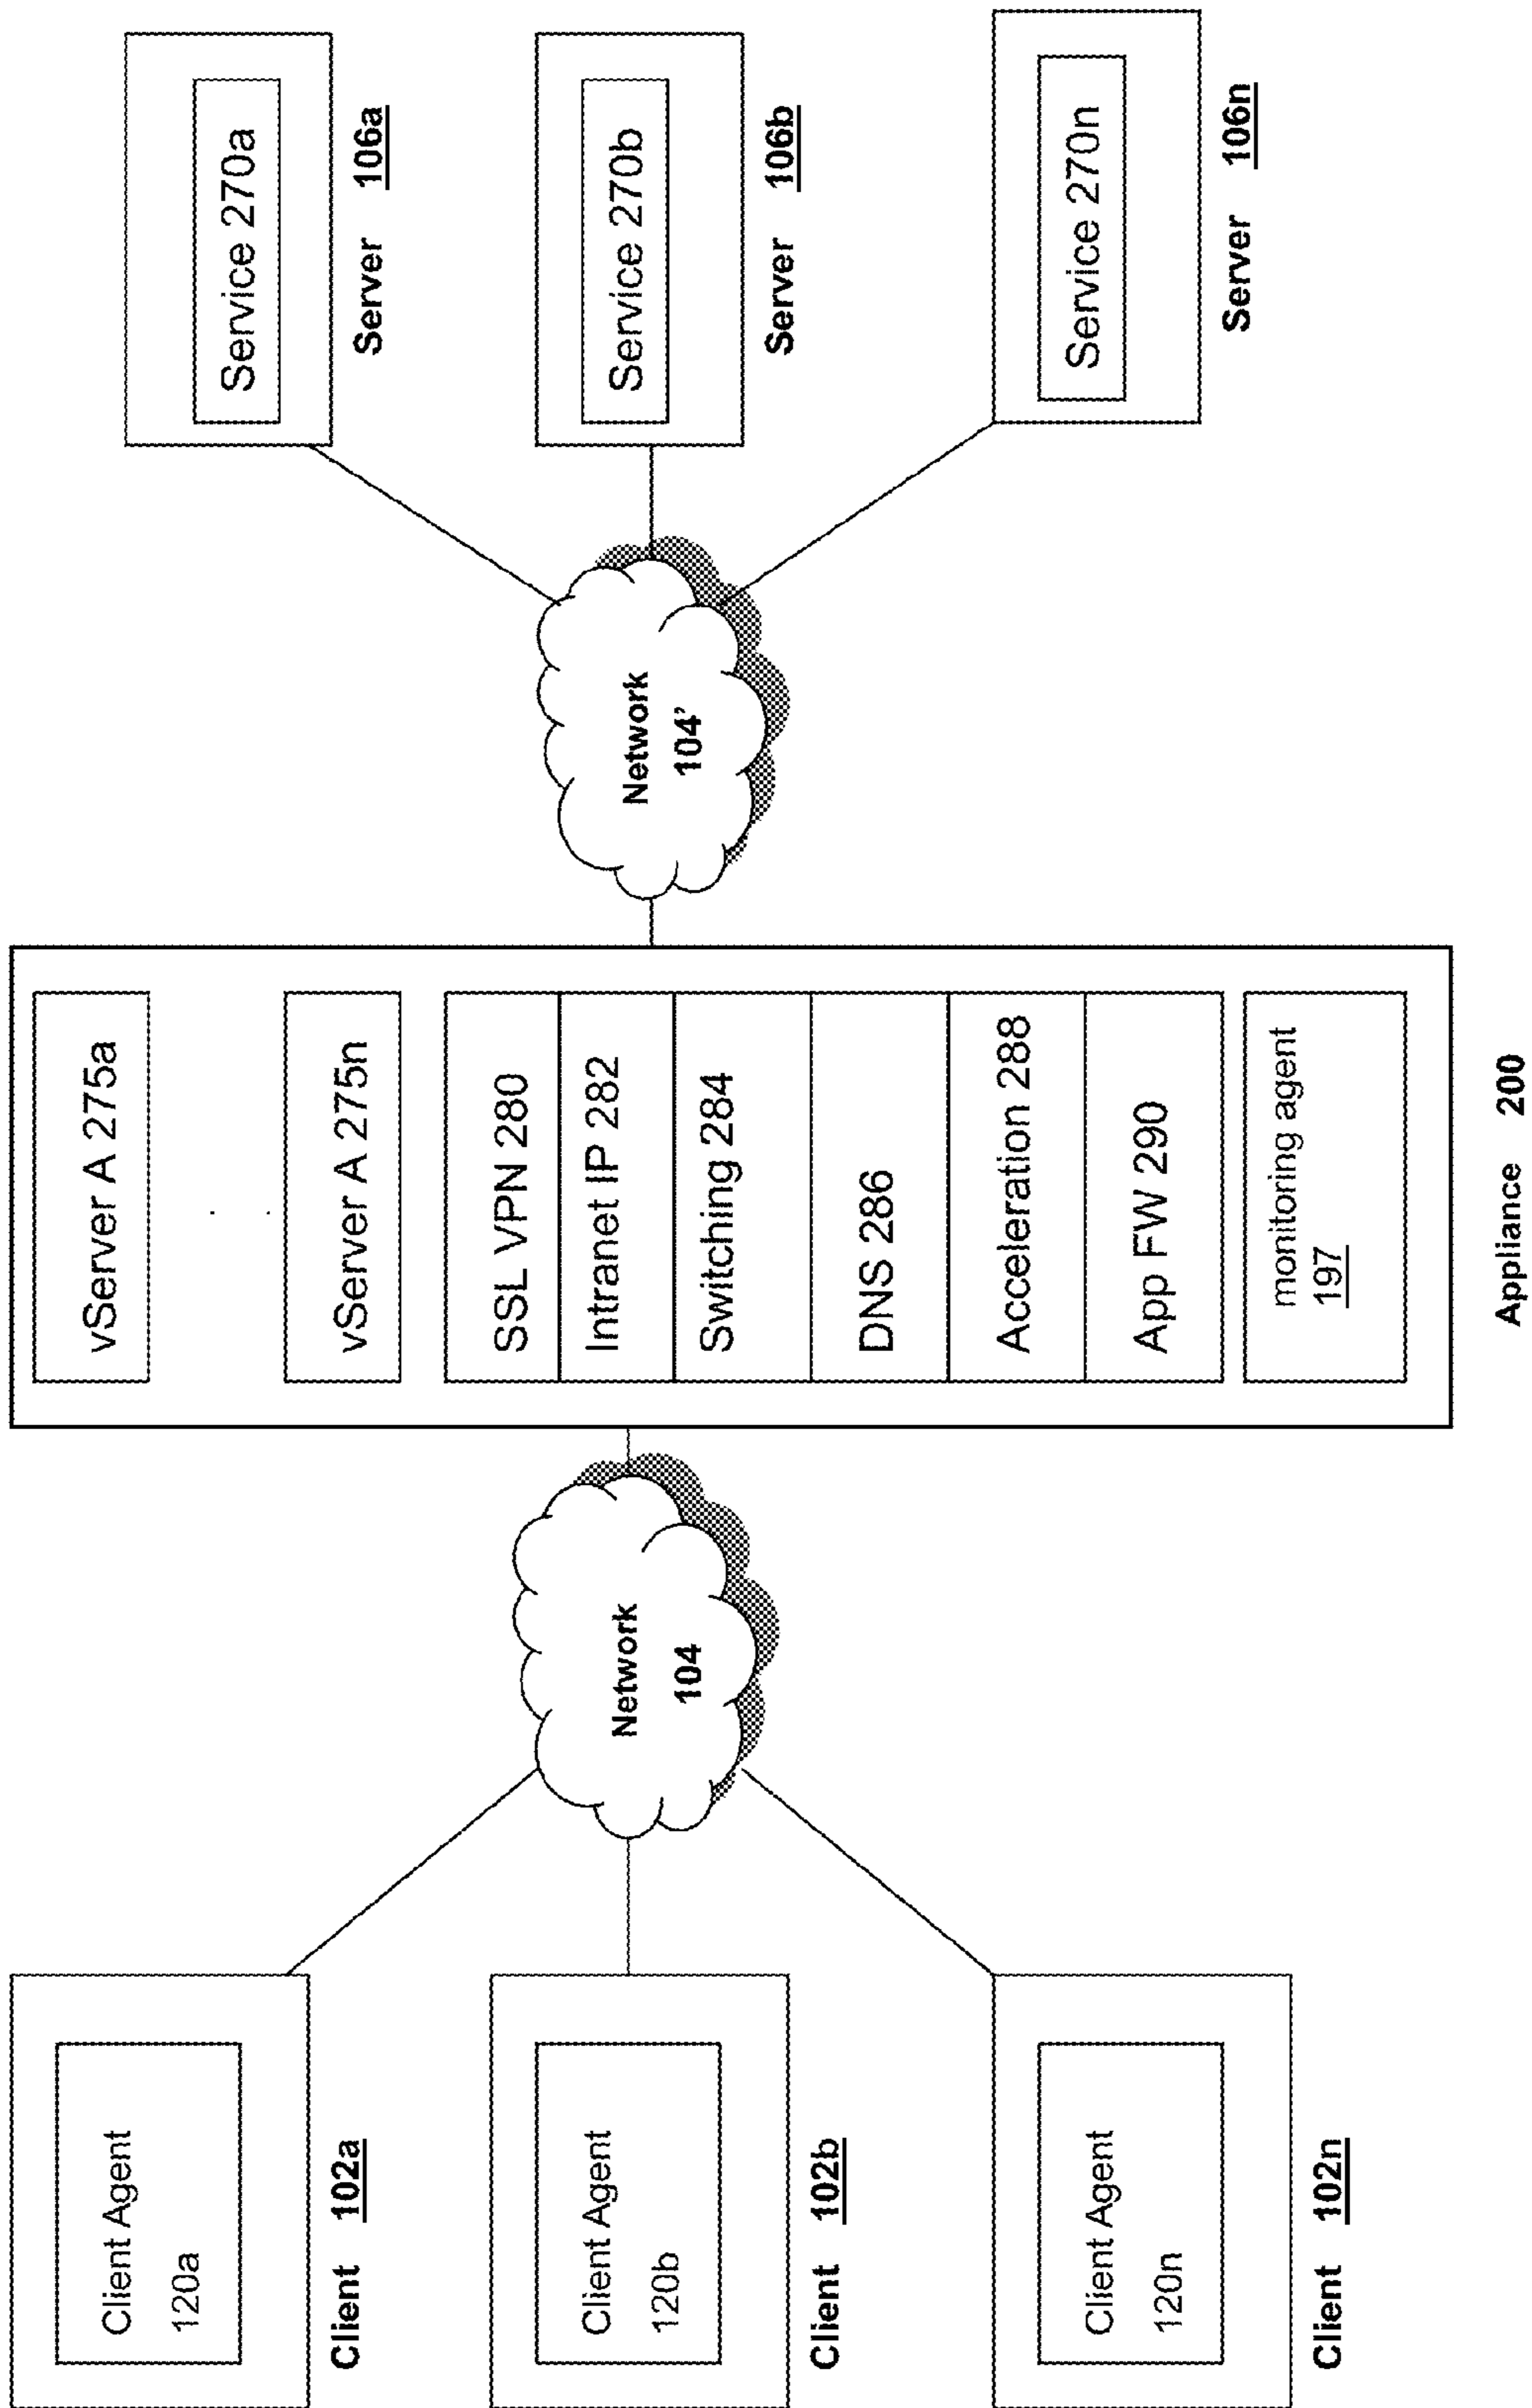 Client Agent
120a
Client 102a
Client Agent
120b
Client 102b
Client Agent
120n
Client 102n
Network
104
vServer A 275a
. .
vServer A 275n
SSL VPN 280
Intranet IP 282
Switching 284
DNS 286
Acceleration 288
App FW 290
monitoring agent
197
Appliance 200
Network
104’
Service 270a
Server 106a
Service 270b
Server 106b
Service 270n
Server 106n